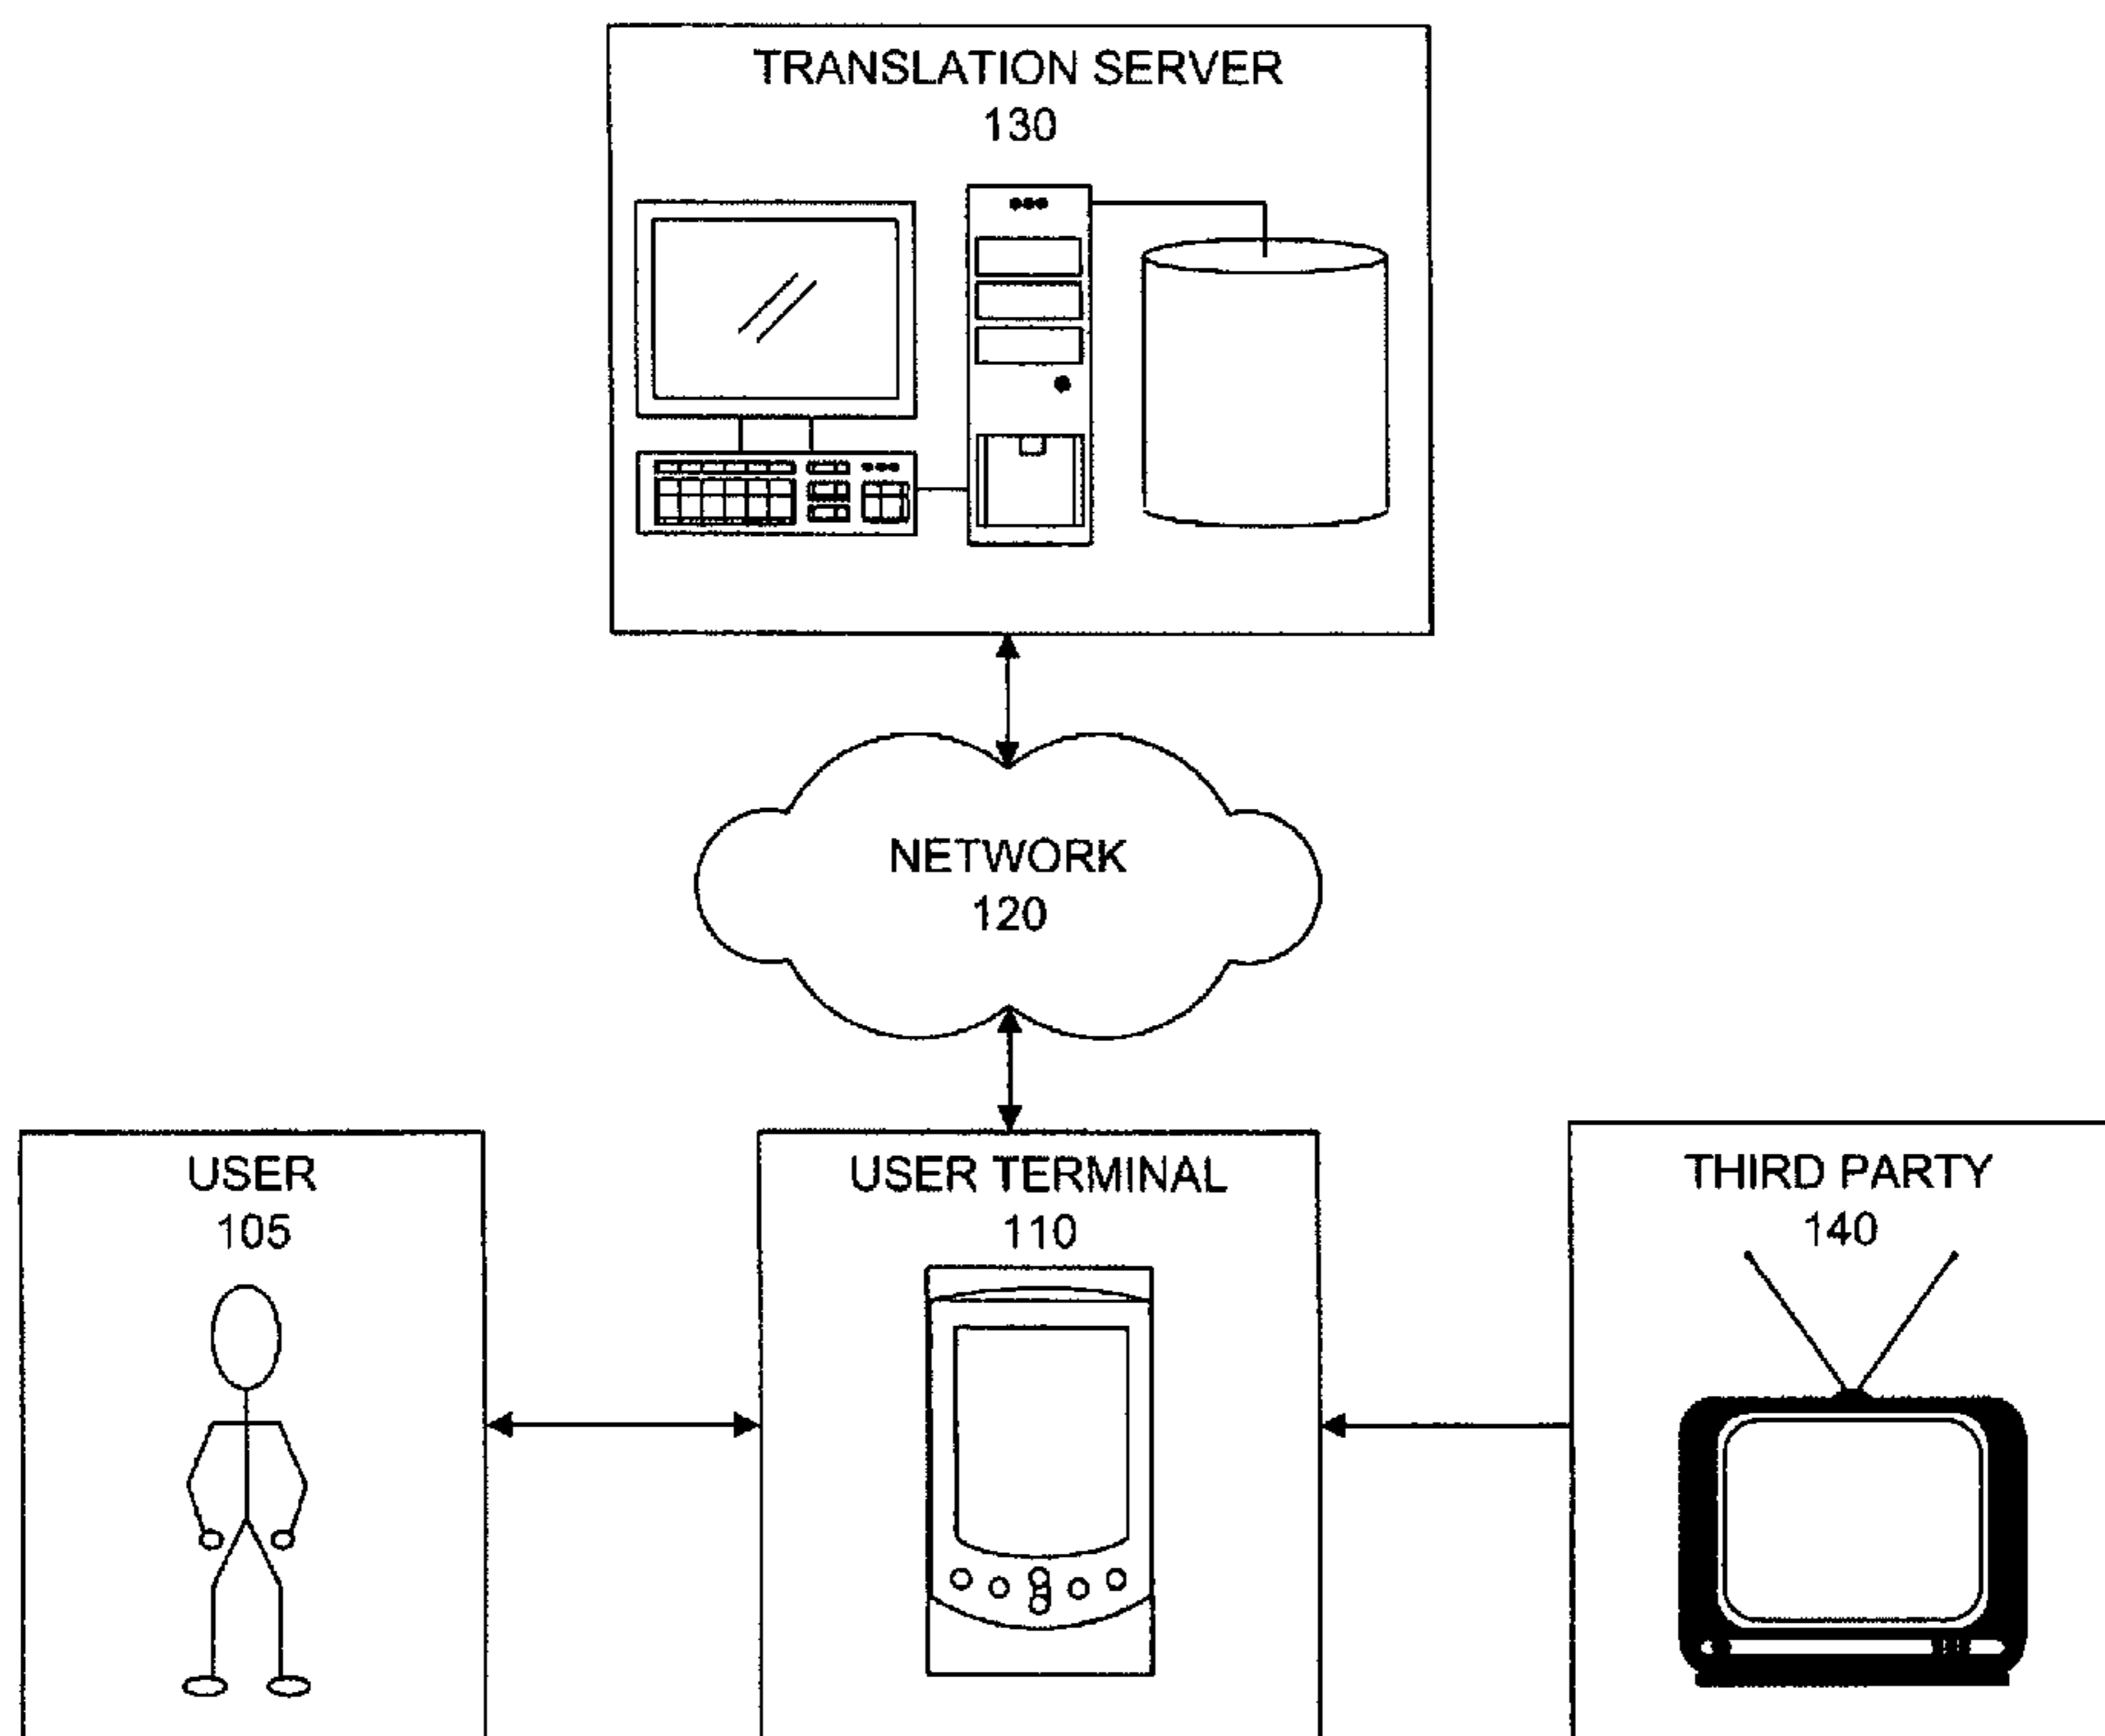 TRANSLATION SERVER
130
NETWORK
120
USER
105
USER TERMINAL
110
THIRD PARTY
140